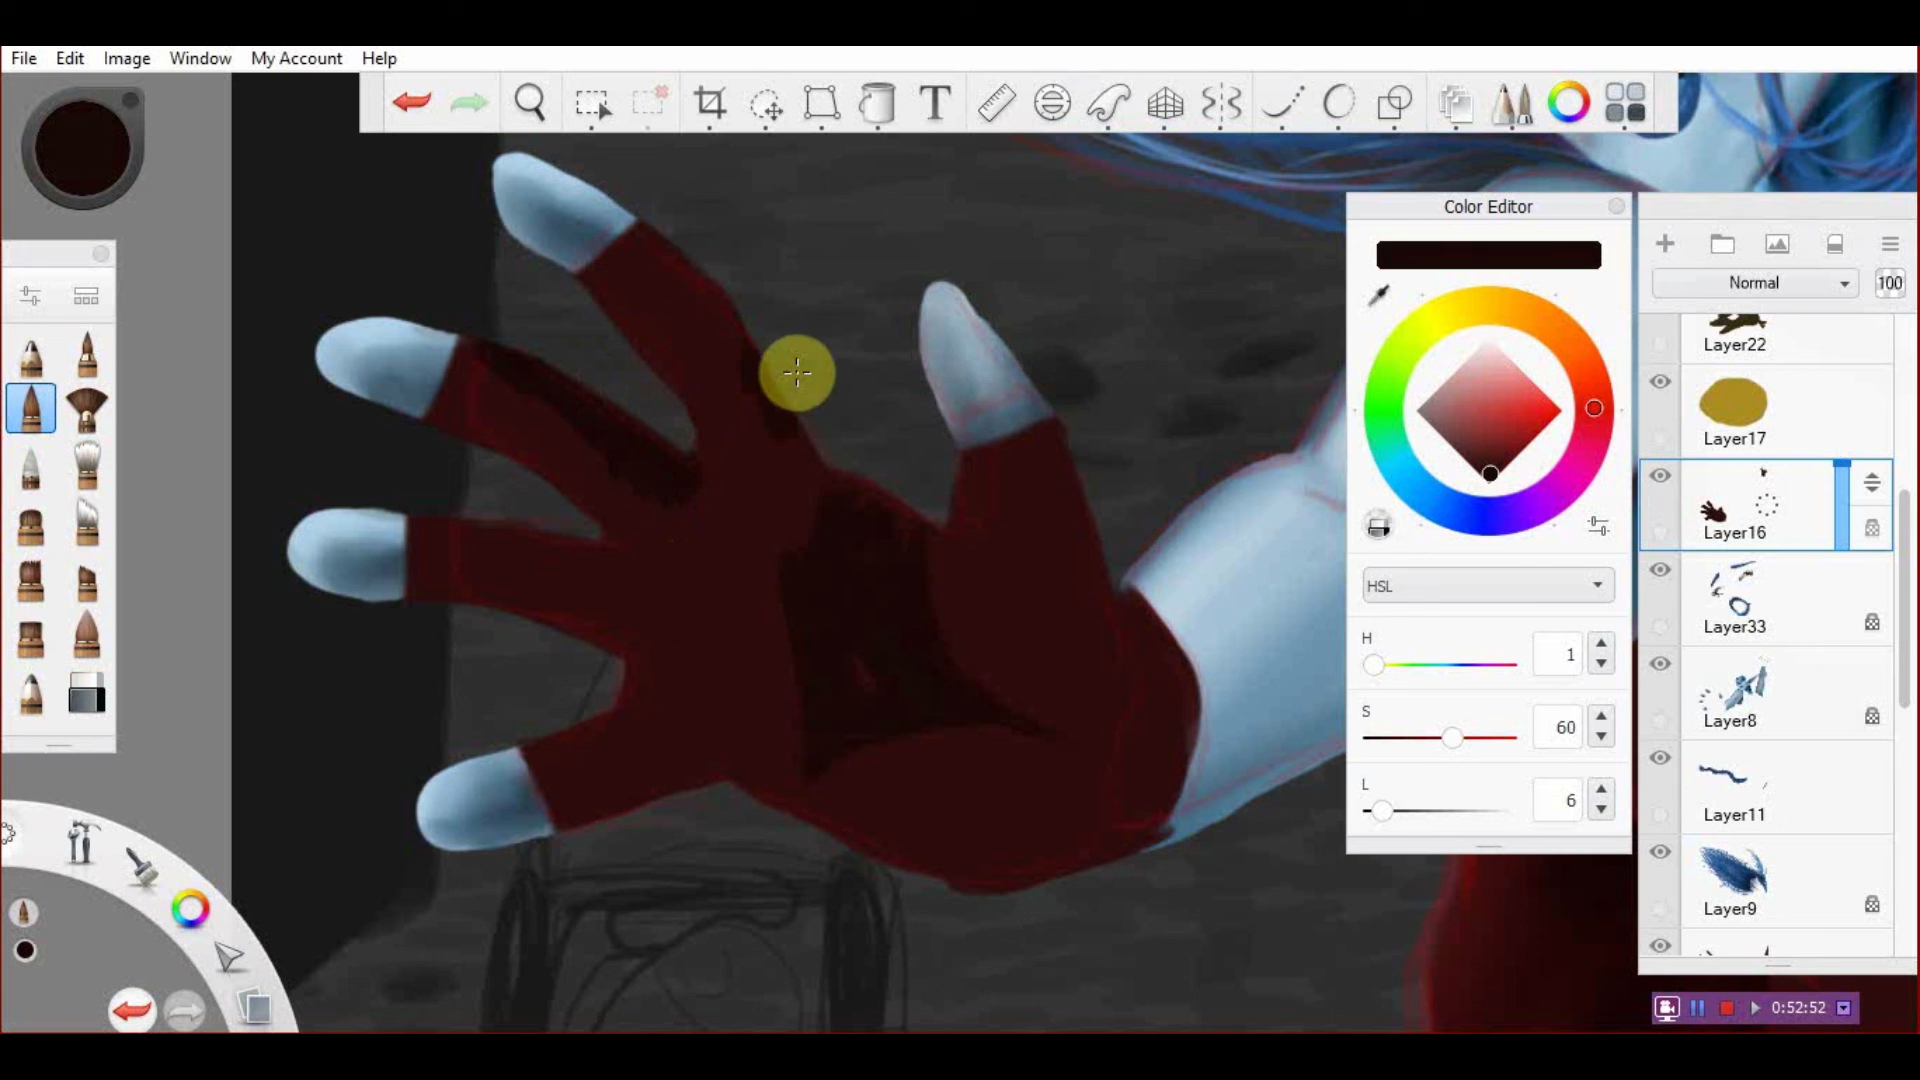 File Edit Image Window My Account Help
T
Color Editor
HSL
H 1
S 60
L 6
Normal 100
Layer22
Layer17
Layer16
Layer33
Layer8
Layer11
Layer9
0:52:52